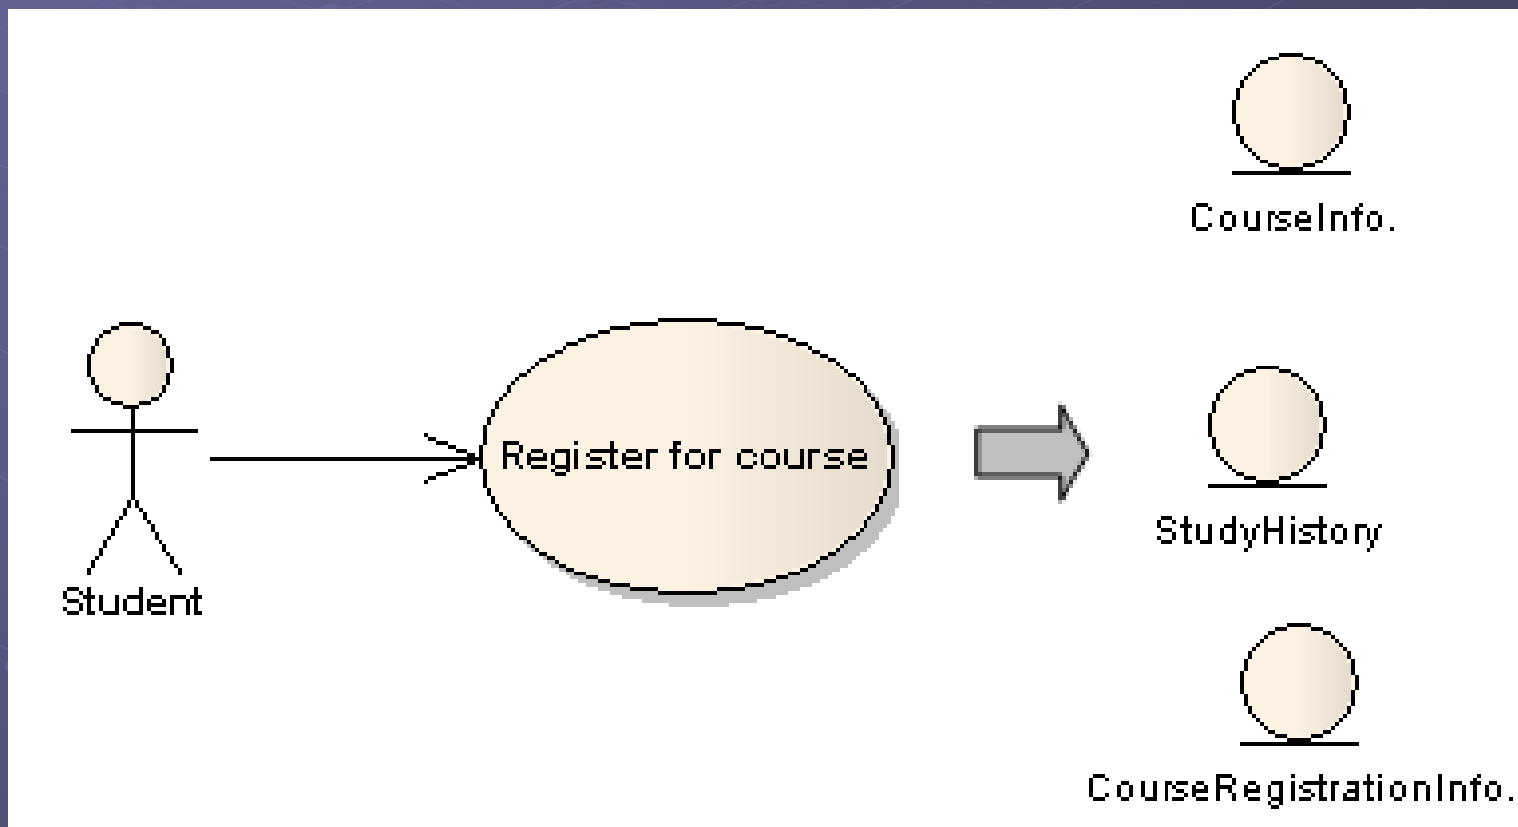 CourseInfo.
Register for course
StudyHistory
Student
CourseRegistrationInfo.